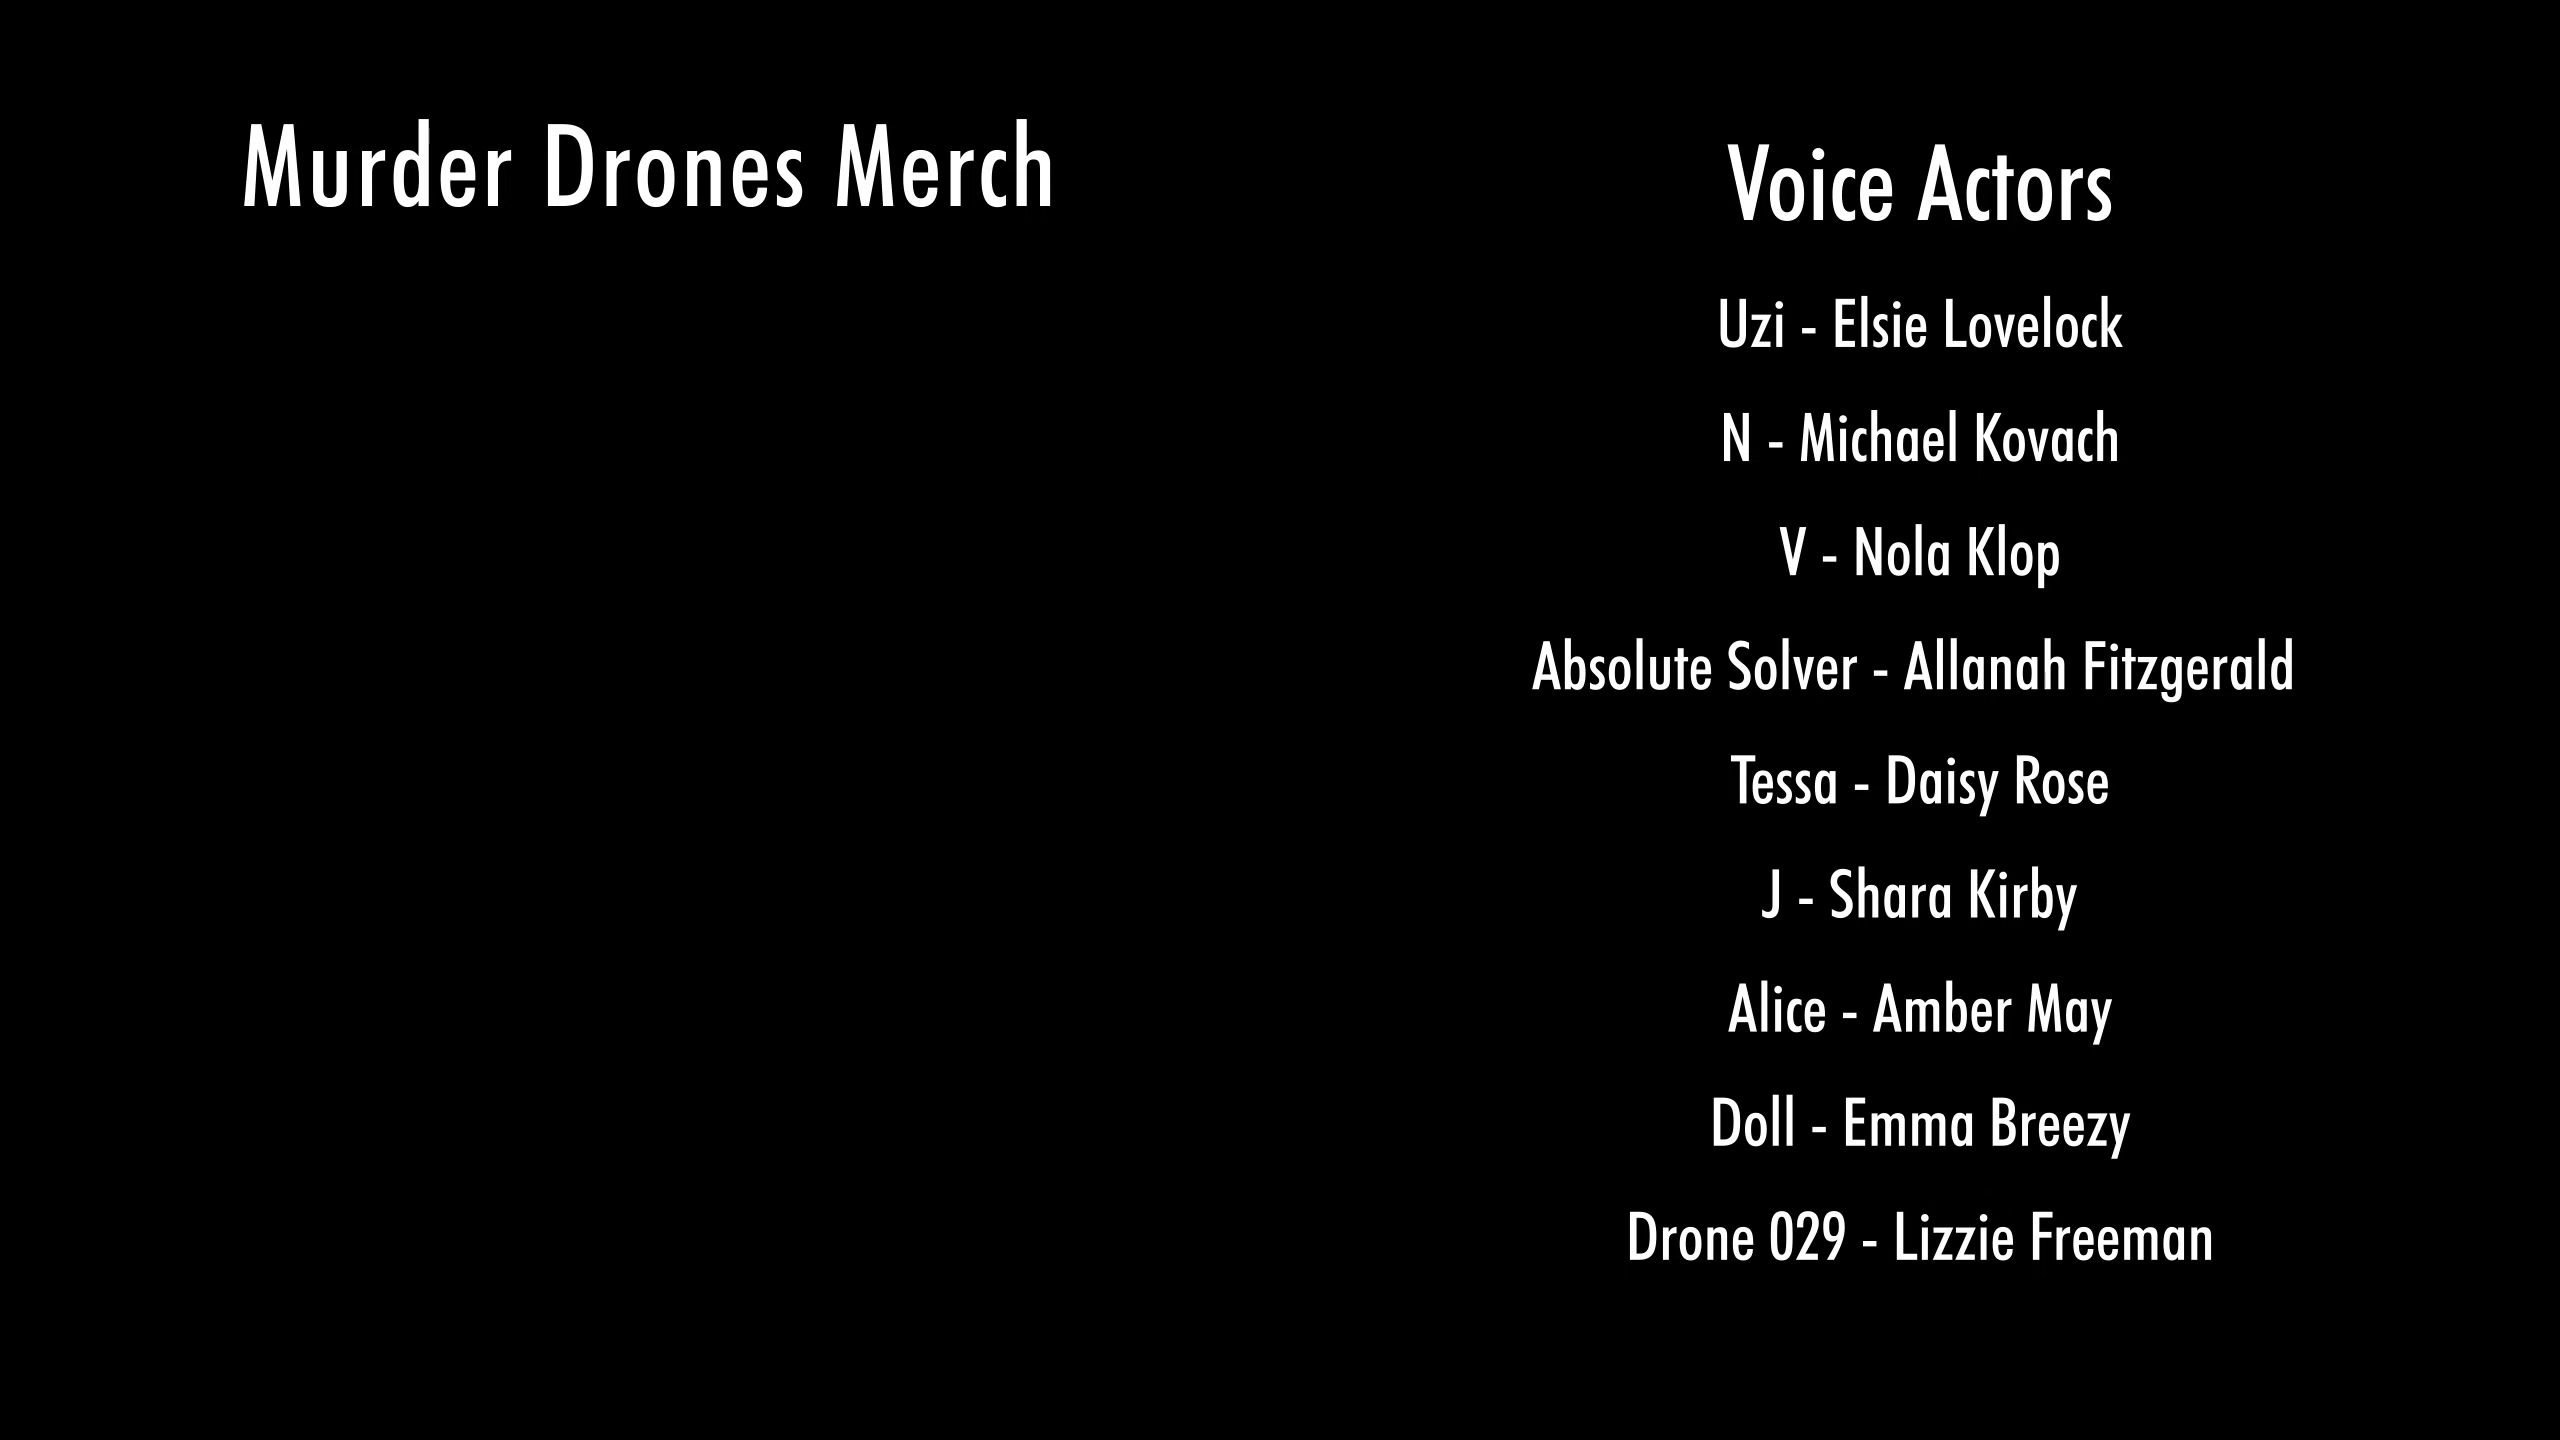 Murder Drones Merch
Voice Actors
Uzi - Elsie Lovelock
N - Michael Kovach
V - Nola Klop
Absolute Solver - Allanah Fitzgerald
Tessa - Daisy Rose
J - Shara Kirby
Alice - Amber May
Doll - Emma Breezy
Drone 029 - Lizzie Freeman